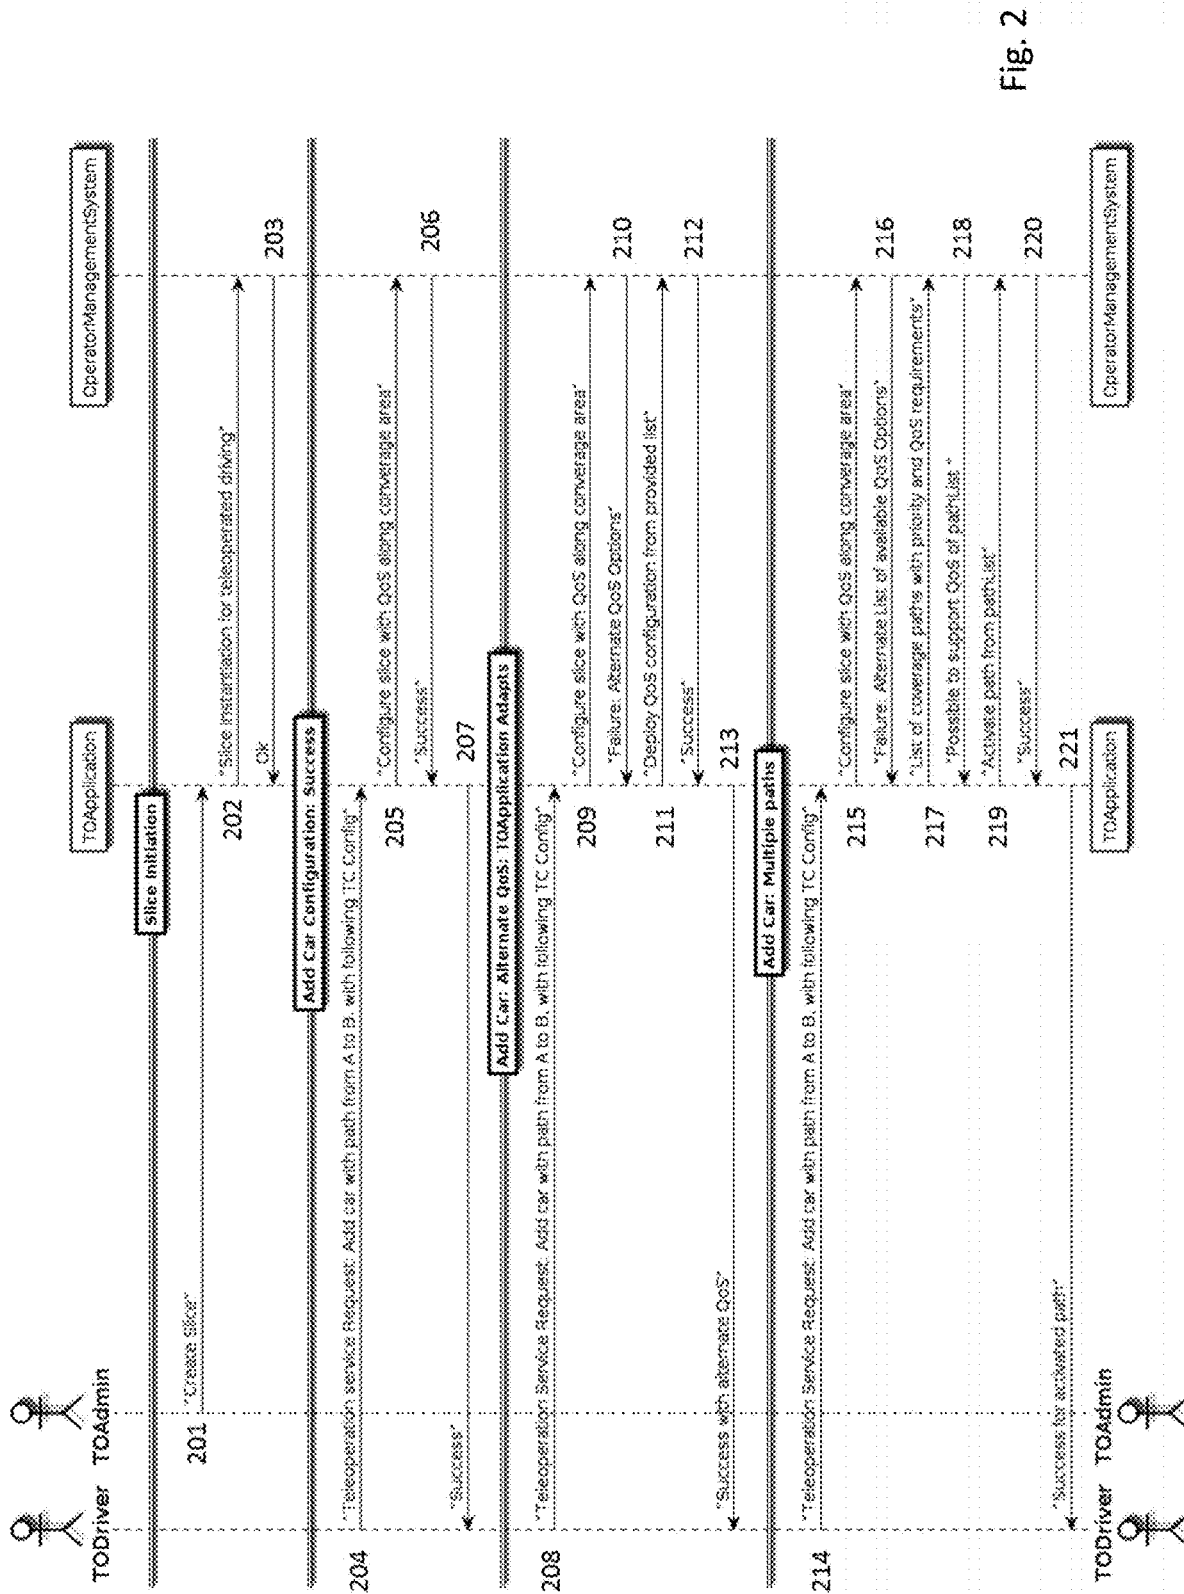 TODriver
TOAdmin
TOApplication
OperatorManagementSystem
Slice Initiation
201
"Create Slice"
202
"Slice Instantiation for teleoperated driving"
Ok
203
Add Car Configuration: Success
204
"Teleoperation service Request: Add car with path from A to B, with following TC Config"
205
"Configure slice with QoS along converage area"
"Success"
206
"Success"
207
Add Car: Alternate QoS: TOApplication Adapts
208
"Teleoperation Service Request: Add car with path from A to B, with following TC Config"
209
"Configure slice with QoS along converage area"
"Failure: Alternate QoS Options"
210
211
"Deploy QoS configuration from provided list"
"Success"
212
"Success with alternate QoS"
213
Add Car: Multiple paths
214
"Teleoperation Service Request: Add car with path from A to B, with following TC Config"
215
"Configure slice with QoS along converage area"
"Failure: Alternate List of available QoS Options"
216
217
"List of coverage paths with priority and QoS requirements"
"Possible to support QoS of pathList "
218
219
"Activate path from pathList"
"Success"
220
"Success for activated path"
221
TODriver
TOAdmin
TOApplication
OperatorManagementSystem
Fig. 2